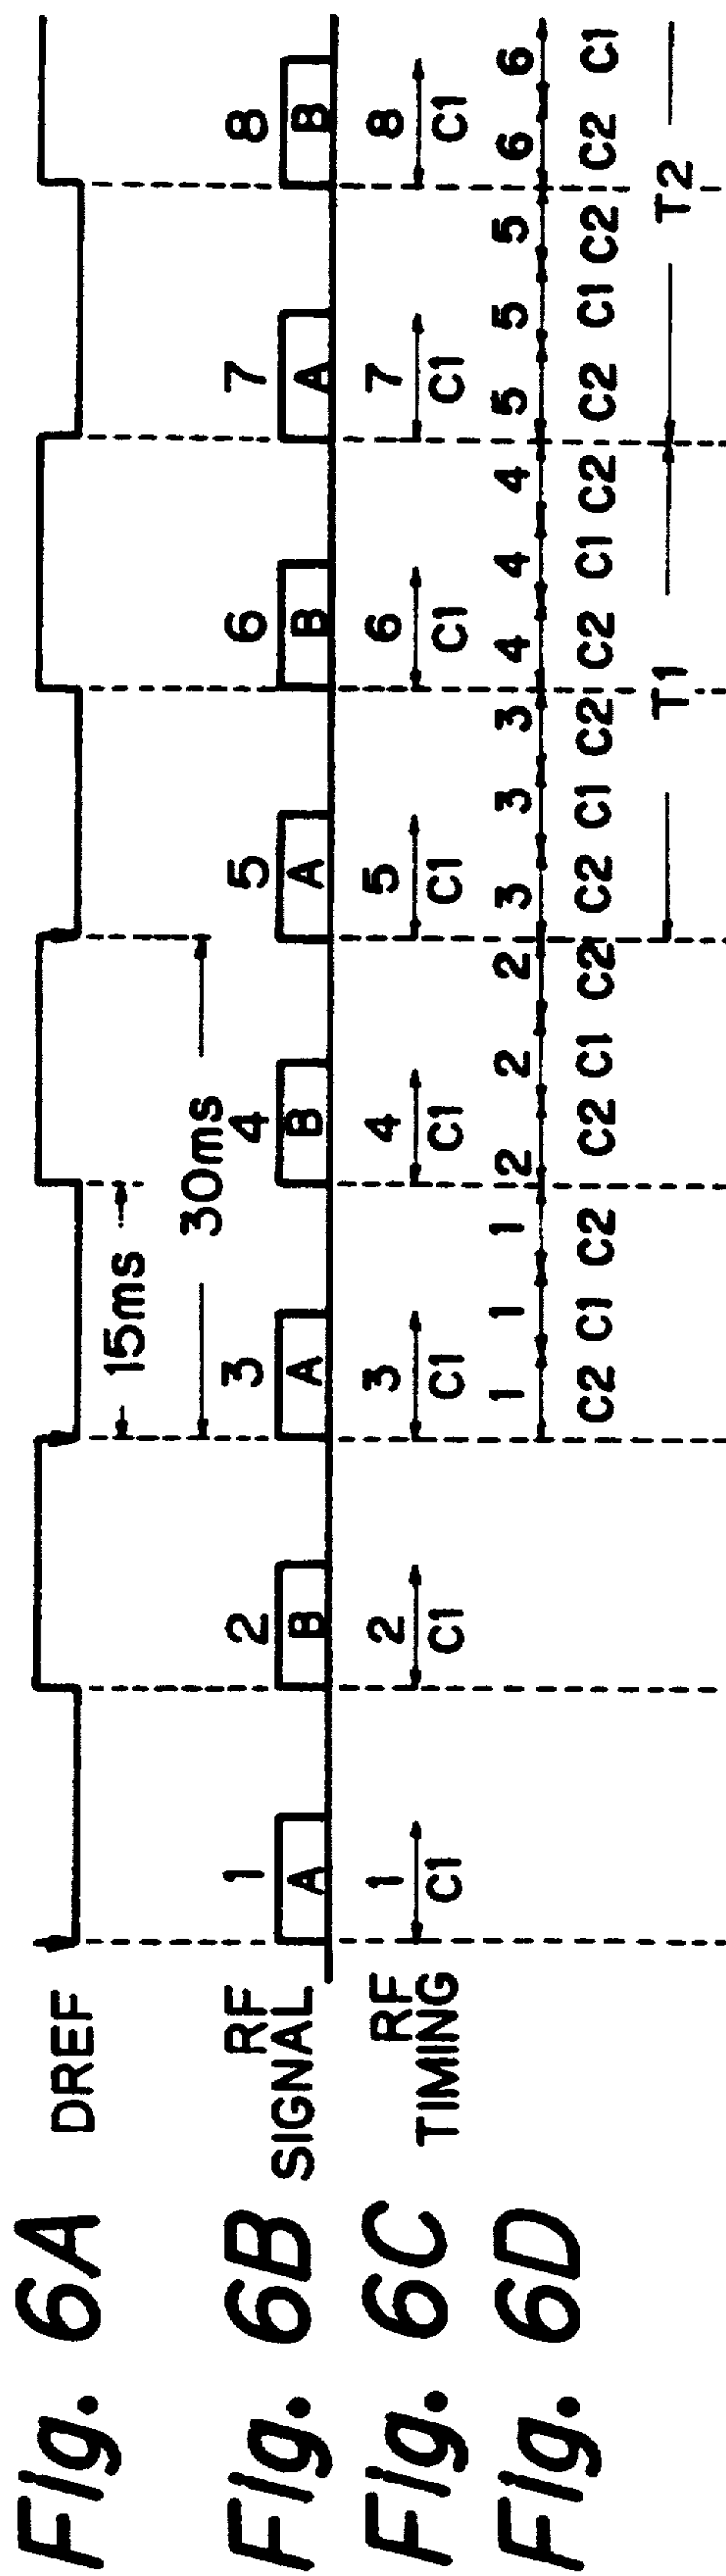 Fig. 6A DREF
15ms
30ms
Fig. 6B RF SIGNAL
1 2 3 4 5 6 7 8
A B A B A B A B
Fig. 6C RF TIMING
1 2 3 4 5 6 7 8
C1 C1 C1 C1 C1 C1 C1 C1
Fig. 6D
1 1 1 2 2 2 3 3 3 4 4 4 5 5 5 6 6
C2 C1 C2 C2 C1 C2 C2 C1 C2 C2 C1 C2 C2 C1 C2 C2 C1
T1 T2